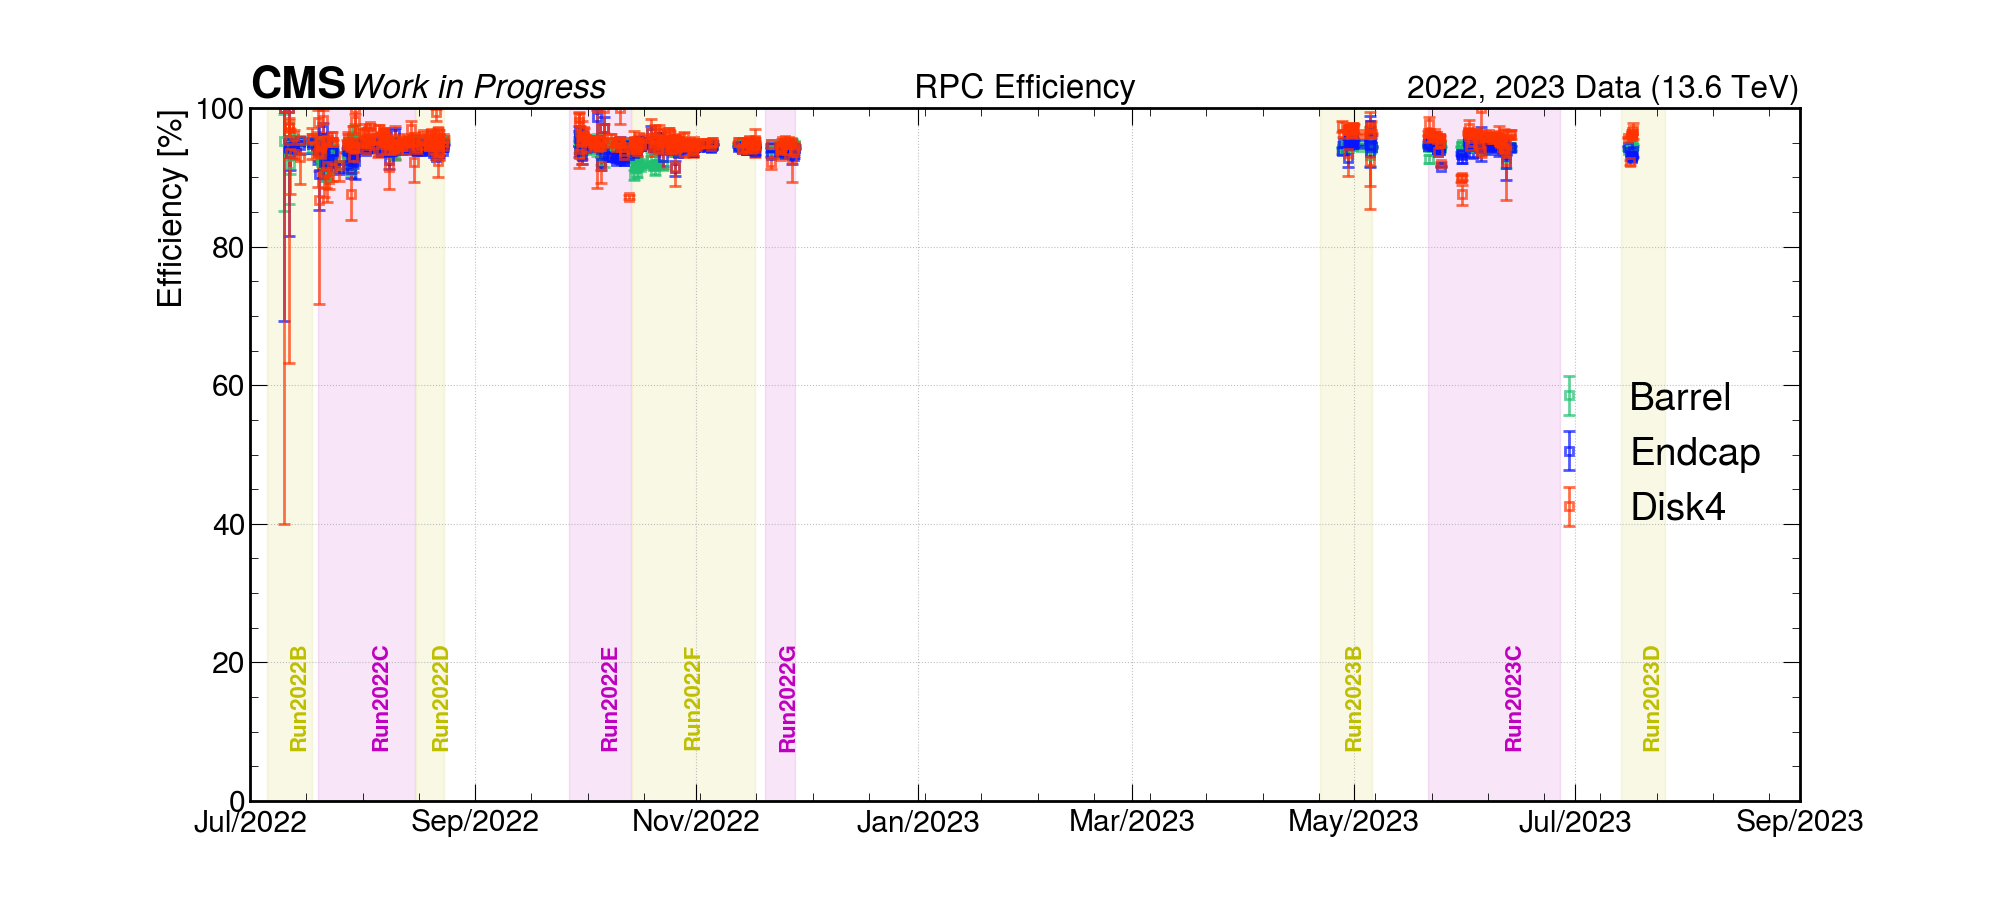 CMS Work in Progress RPC Efficiency 2022, 2023 Data (13.6 TeV)
Efficiency [%]
100
80
60
40
20
0
Barrel
Endcap
Disk4
Run2022B
Run2022C
Run2022D
Run2022E
Run2022F
Run2022G
Run2023B
Run2023C
Run2023D
Jul/2022 Sep/2022 Nov/2022 Jan/2023 Mar/2023 May/2023 Jul/2023 Sep/2023